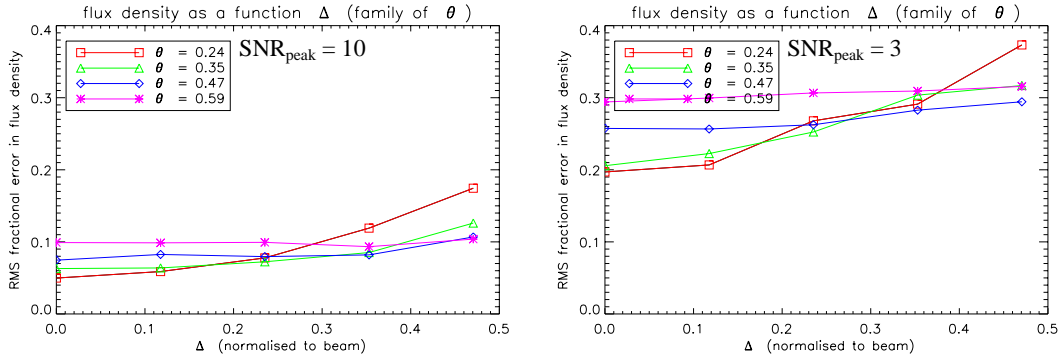 flux density as a function Δ (family of θ )
SNRpeak = 10
θ = 0.24
θ = 0.35
θ = 0.47
θ = 0.59
RMS fractional error in flux density
0.4
0.3
0.2
0.1
0.0
0.0 0.1 0.2 0.3 0.4 0.5
Δ (normalised to beam)
flux density as a function Δ (family of θ )
SNRpeak = 3
θ = 0.24
θ = 0.35
θ = 0.47
θ = 0.59
RMS fractional error in flux density
0.4
0.3
0.2
0.1
0.0
0.0 0.1 0.2 0.3 0.4 0.5
Δ (normalised to beam)